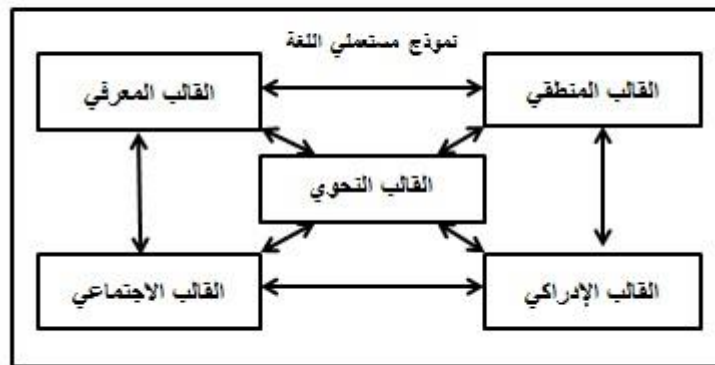 نموذج مستعملي اللغة
القالب المنطقي
القالب المعرفي
القالب النحوي
القالب الإدراكي
القالب الاجتماعي